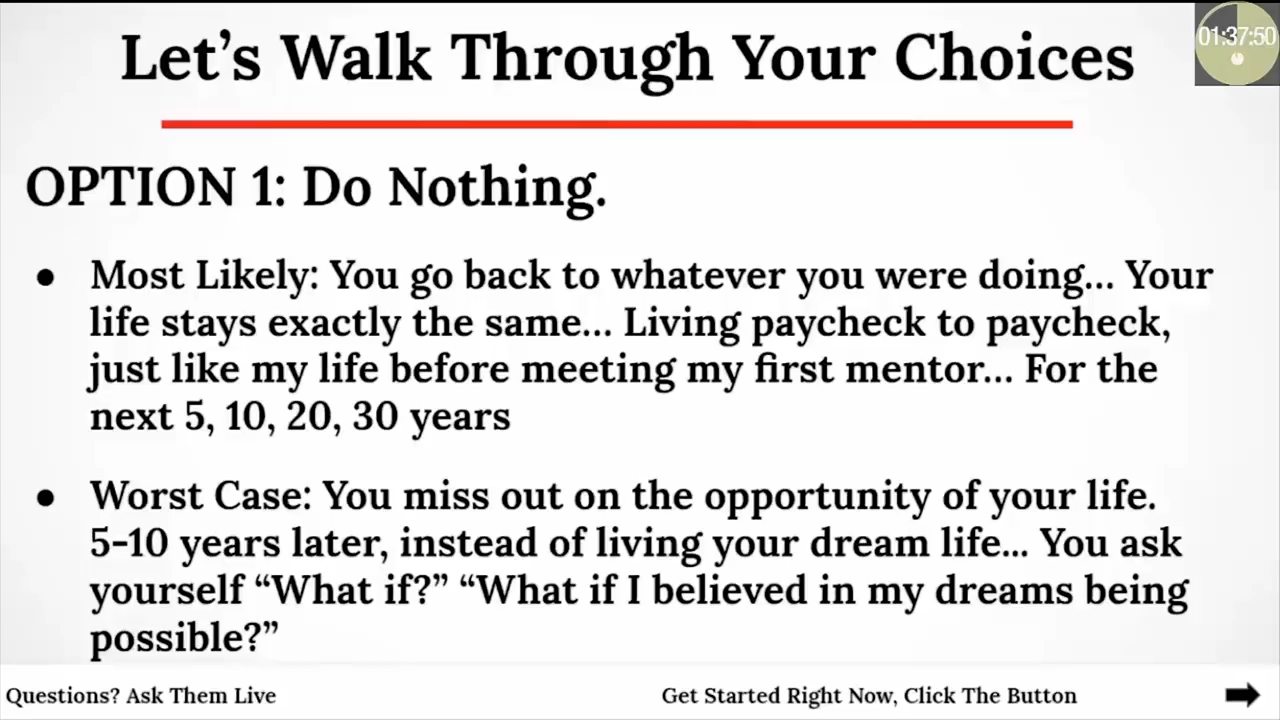 Let’s Walk Through Your Choices
01:37:50
OPTION 1: Do Nothing.
● Most Likely: You go back to whatever you were doing... Your
life stays exactly the same... Living paycheck to paycheck,
just like my life before meeting my first mentor... For the
next 5, 10, 20, 30 years
● Worst Case: You miss out on the opportunity of your life.
5-10 years later, instead of living your dream life... You ask
yourself “What if?” “What if I believed in my dreams being
possible?”
Questions? Ask Them Live
Get Started Right Now, Click The Button